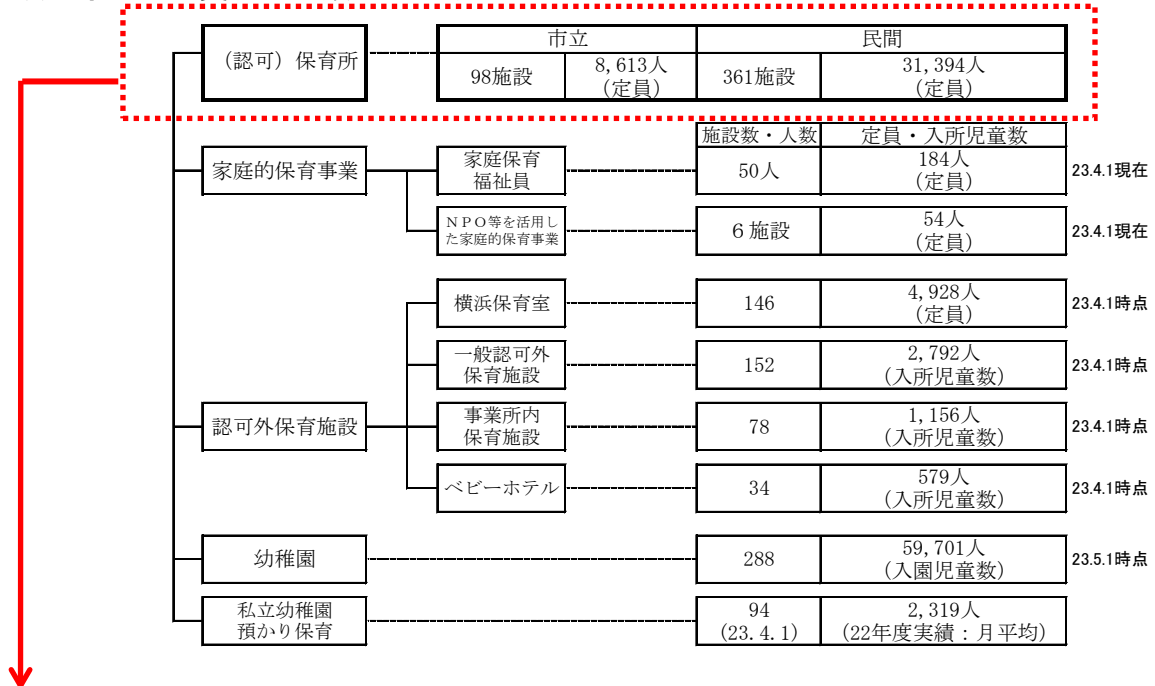 市立 民間
(認可)保育所 98施設 8,613人 361施設 31,394人
(定員) (定員)
施設数・人数 定員・入所児童数
家庭的保育事業 家庭保育 50人 184人 23.4.1現在
福祉員 (定員)
NPO等を活用し 6施設 54人 23.4.1現在
た家庭的保育事業 (定員)
横浜保育室 146 4,928人 23.4.1時点
(定員)
一般認可外 152 2,792人 23.4.1時点
保育施設 (入所児童数)
認可外保育施設 事業所内 78 1,156人 23.4.1時点
保育施設 (入所児童数)
ベビーホテル 34 579人 23.4.1時点
(入所児童数)
幼稚園 288 59,701人 23.5.1時点
(入園児童数)
私立幼稚園 94 2,319人
預かり保育 (23.4.1) (22年度実績:月平均)